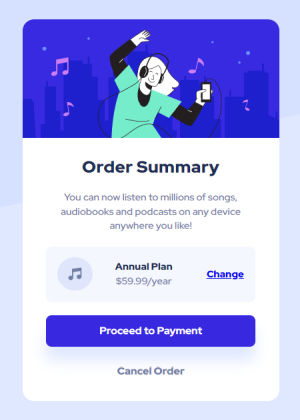 Order Summary
You can now listen to millions of songs,
audiobooks and podcasts on any device
anywhere you like!
Annual Plan
$59.99/year
Change
Proceed to Payment
Cancel Order